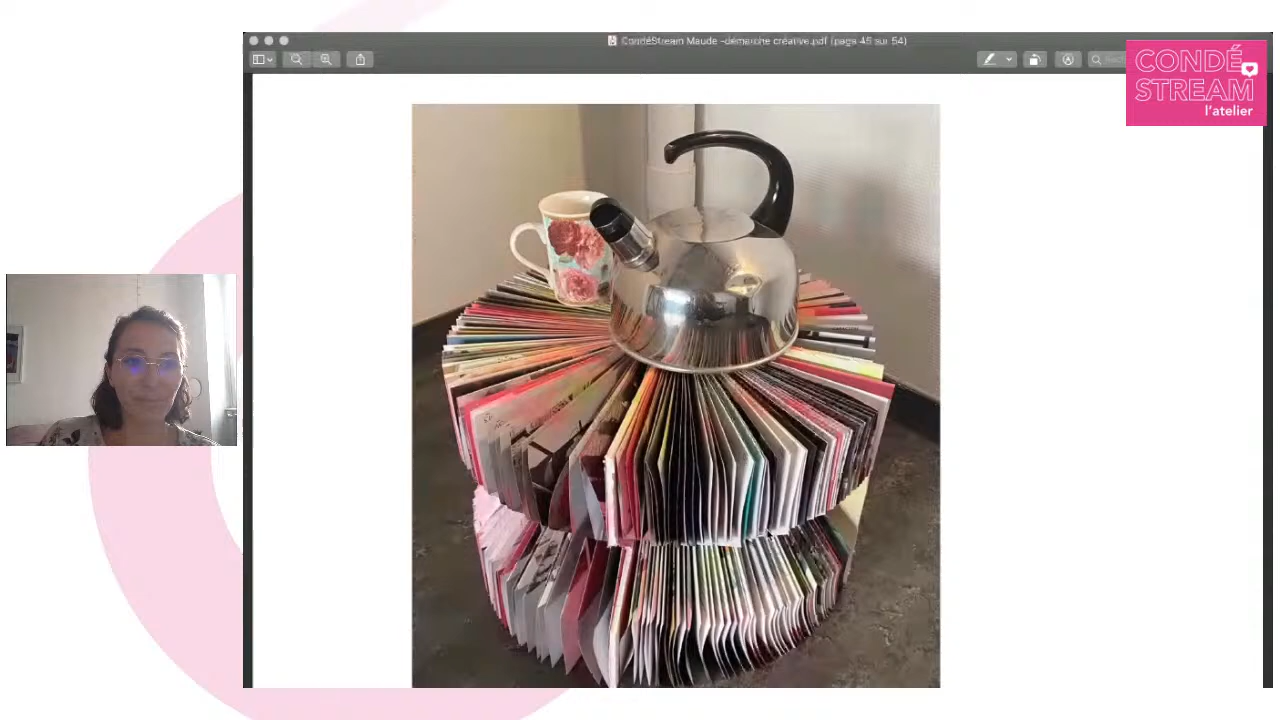 CondéStream Maude -démarche créative.pdf (page 45 sur 54)
CONDÉ
STREAM
l'atelier